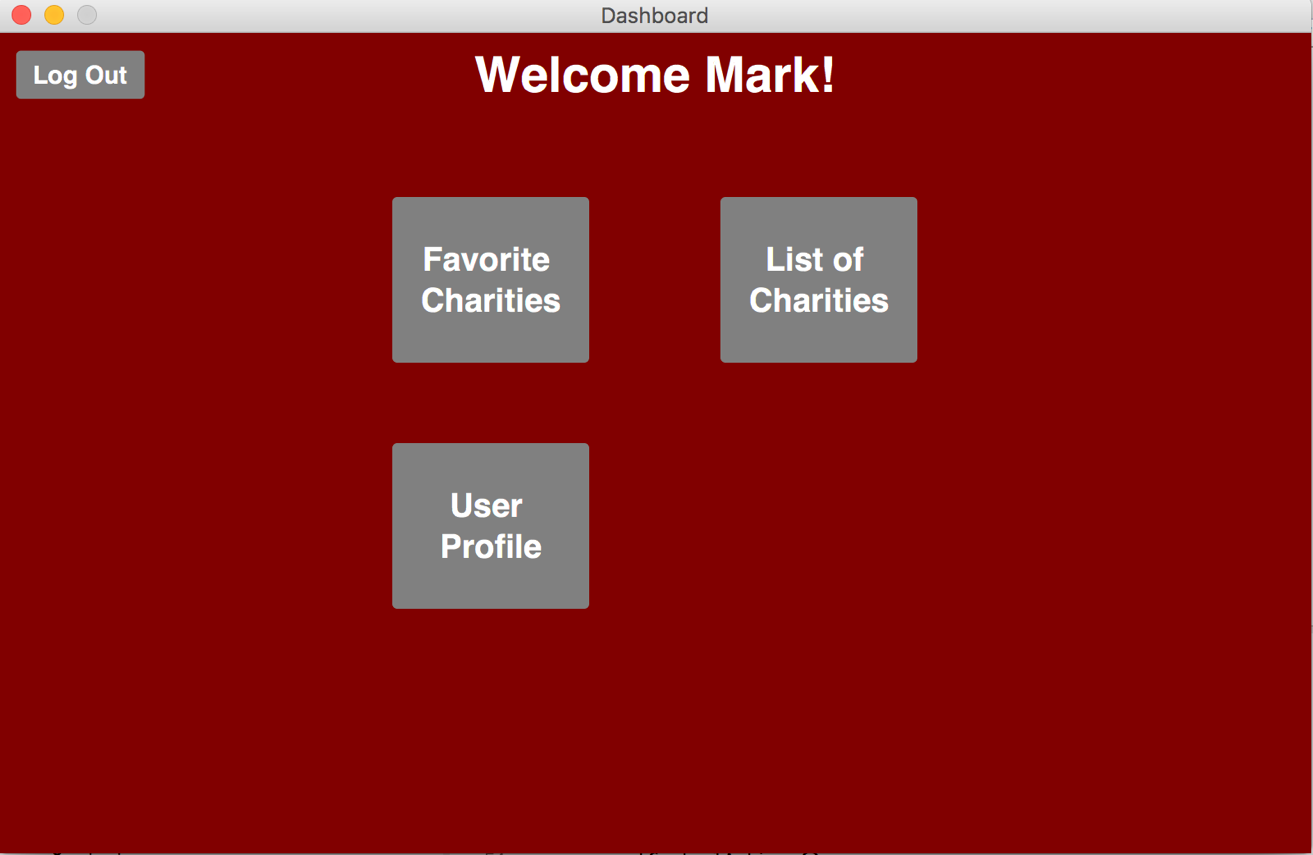 Dashboard
Log Out
Welcome Mark!
Favorite
Charities
List of
Charities
User
Profile